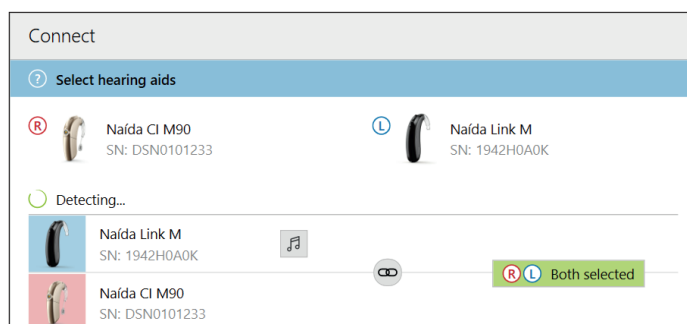 Connect
? Select hearing aids
R Naída CI M90
SN: DSN0101233
L Naída Link M
SN: 1942H0A0K
Detecting...
Naída Link M
SN: 1942H0A0K
R L Both selected
Naída CI M90
SN: DSN0101233